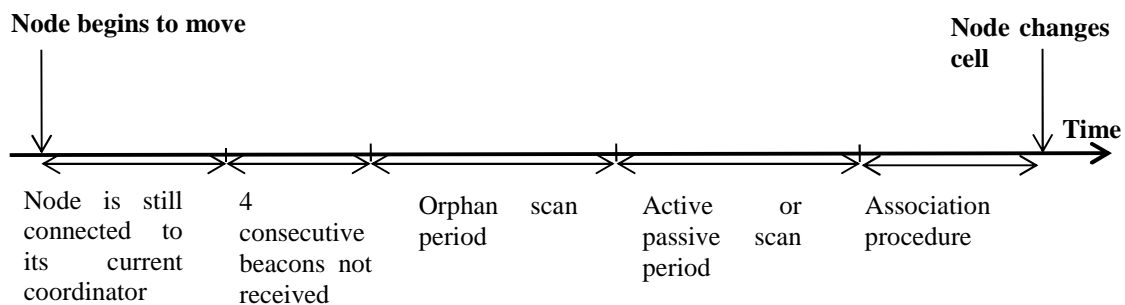 Node begins to move
Node changes
cell
Time
Node is still
connected to
its current
coordinator
4
consecutive
beacons not
received
Orphan scan
period
Active or
passive scan
period
Association
procedure